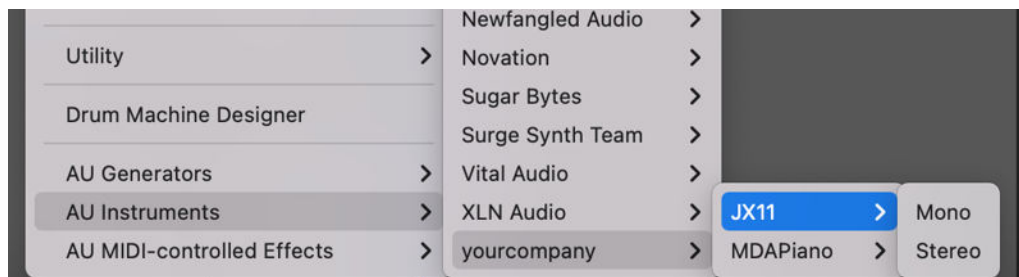 Utility
Drum Machine Designer
AU Generators
AU Instruments
AU MIDI-controlled Effects
Newfangled Audio
Novation
Sugar Bytes
Surge Synth Team
Vital Audio
XLN Audio
yourcompany
JX11
MDAPiano
Mono
Stereo